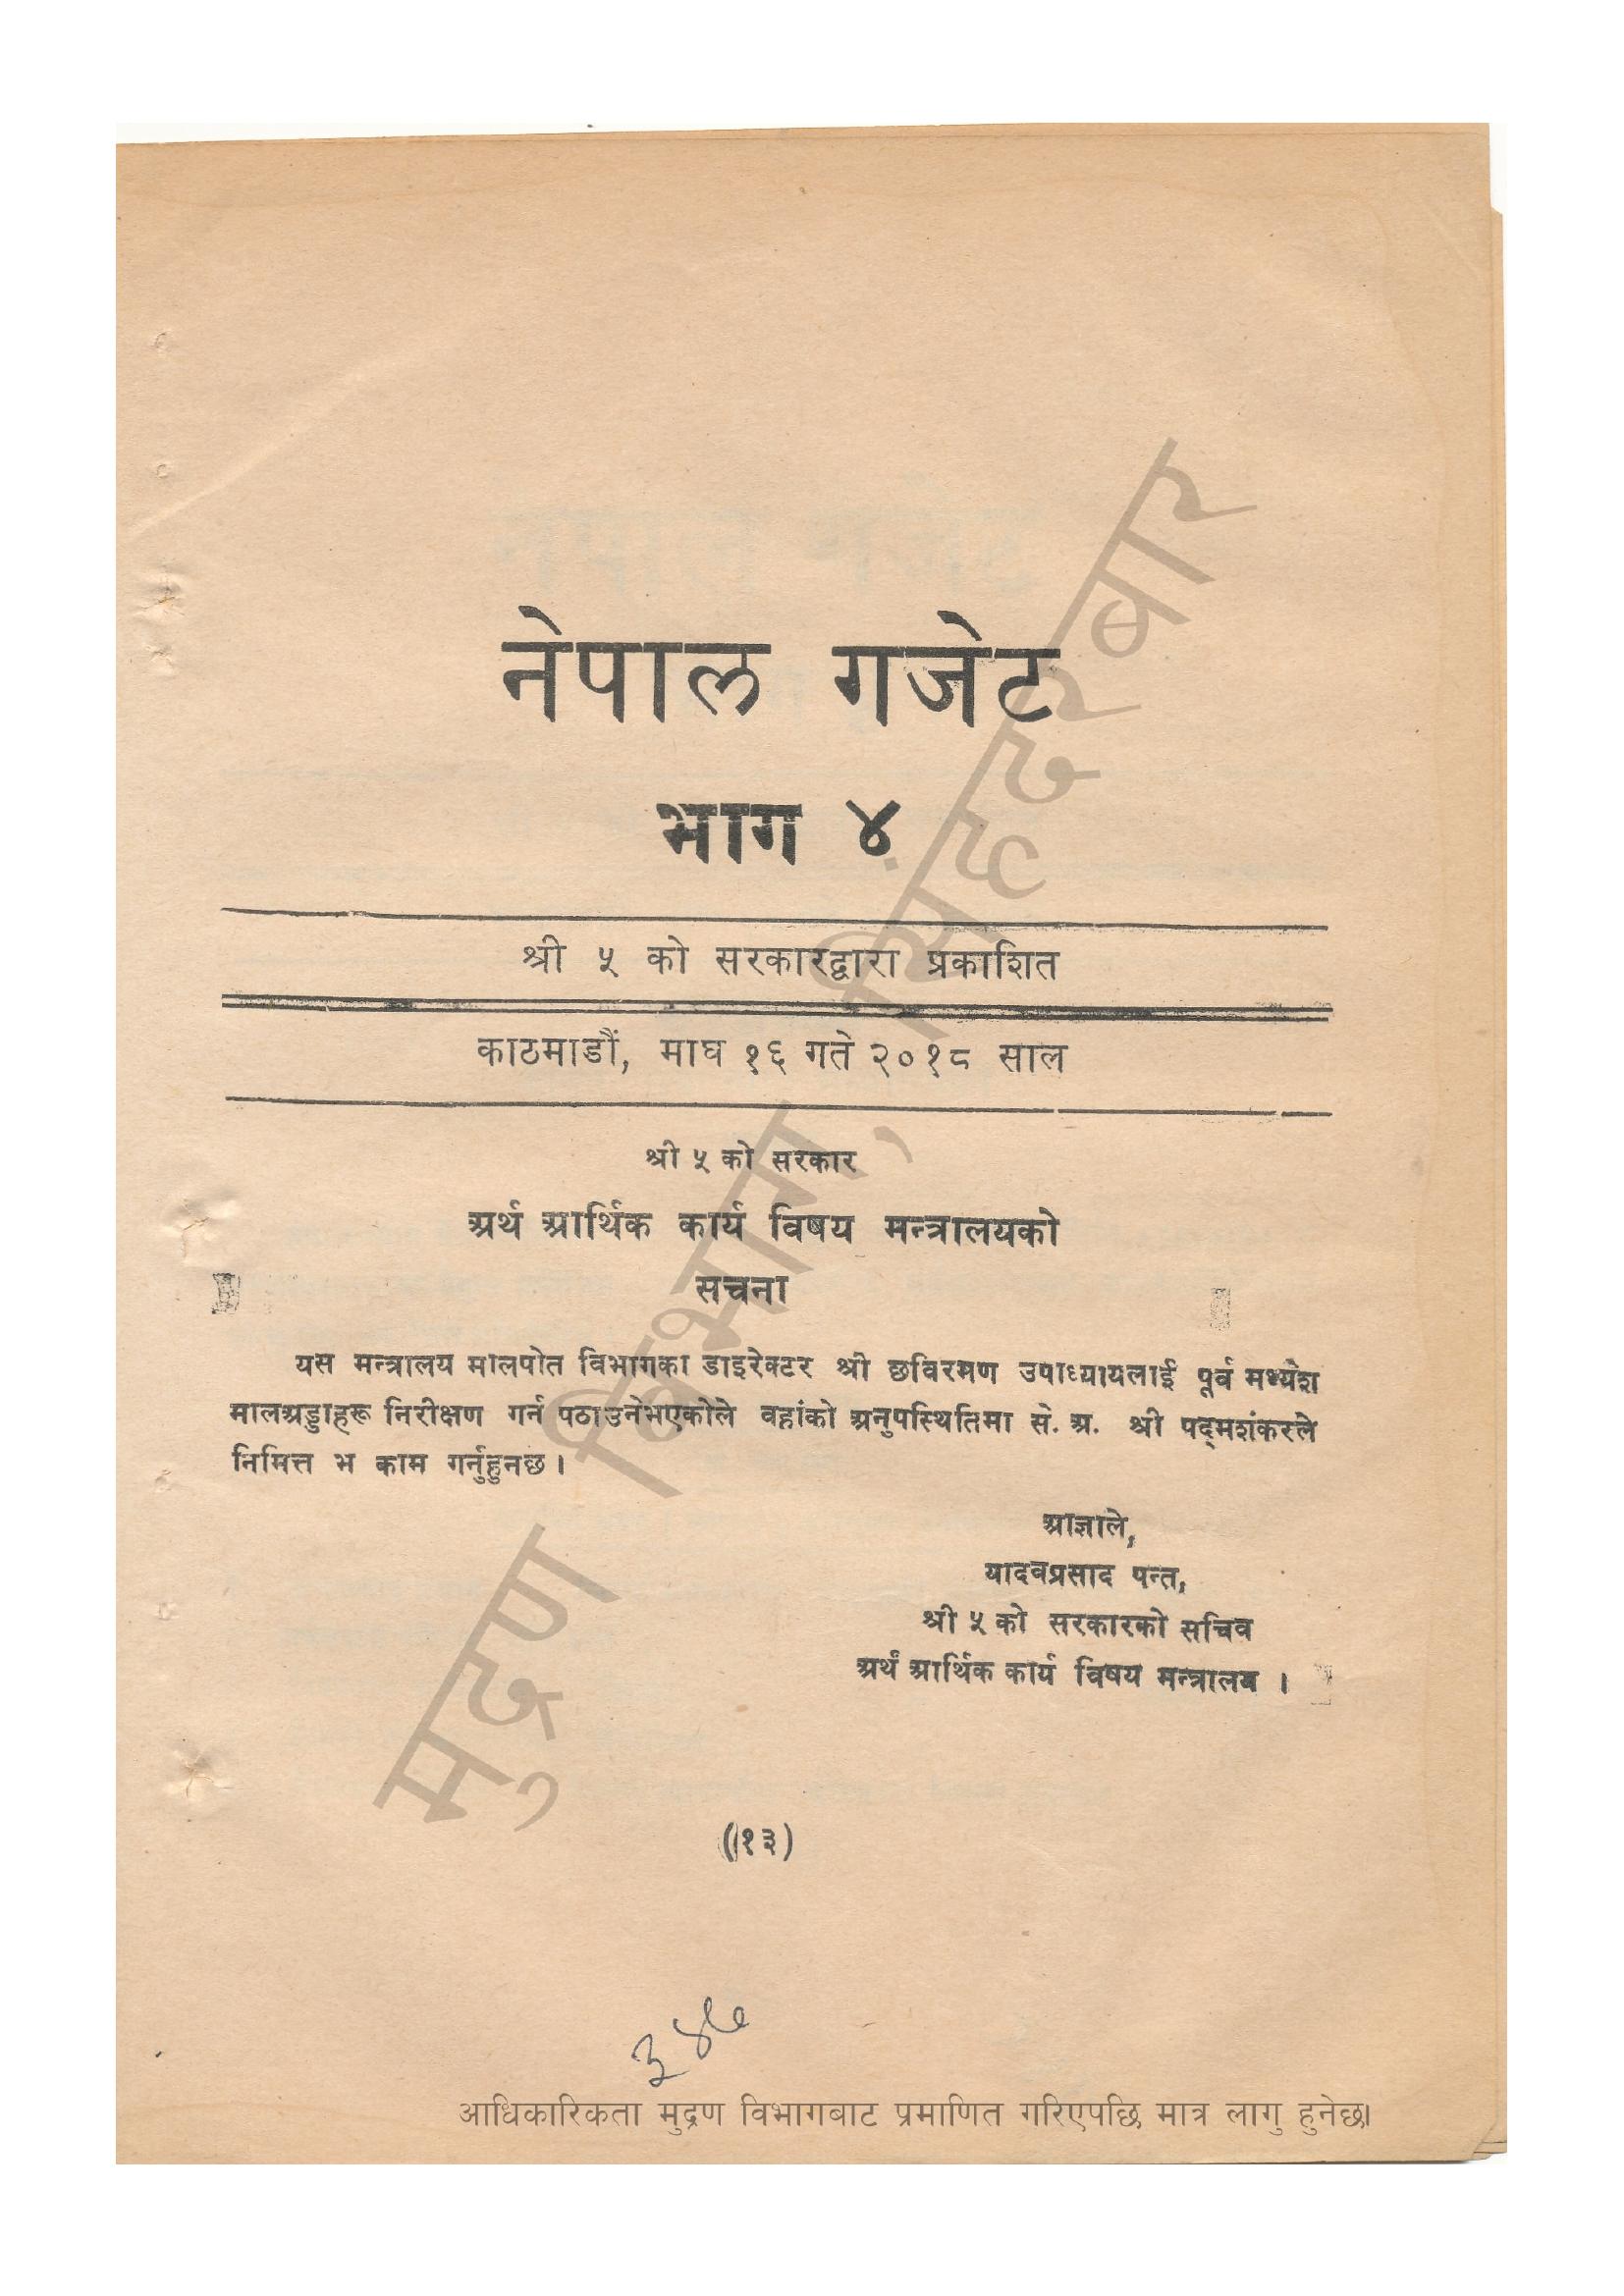 नेपाल गजेट
भाग ४
श्री ५ को सरकारद्वारा प्रकाशित
काठमाडौं, माघ १६ गते २०१८ साल
श्री ५ को सरकार
अर्थ आर्थिक कार्य विषय मन्त्रालयको
सचना
यस मन्त्रालय मालपोत विभागका डाइरेक्टर श्री छविरमण उपाध्यायलाई पूर्व
मालअड्डाहरू निरीक्षण गर्न पठाउनेभएकोले वहांको अनुपस्थितिमा से. अ. श्री पद्मशंकरले
निमित्त भ काम गर्नुहुनछ ।
आज्ञाले,
यादवप्रसाद पन्त,
श्री ५ को सरकारको सचिव
अर्थ आर्थिक कार्य विषय मन्त्रालय ।
(१३)
मुद्रण विभाग, सिंहदरबार
आधिकारिकता मुद्रण विभागबाट प्रमाणित गरिएपछि मात्र लागु हुनेछ।